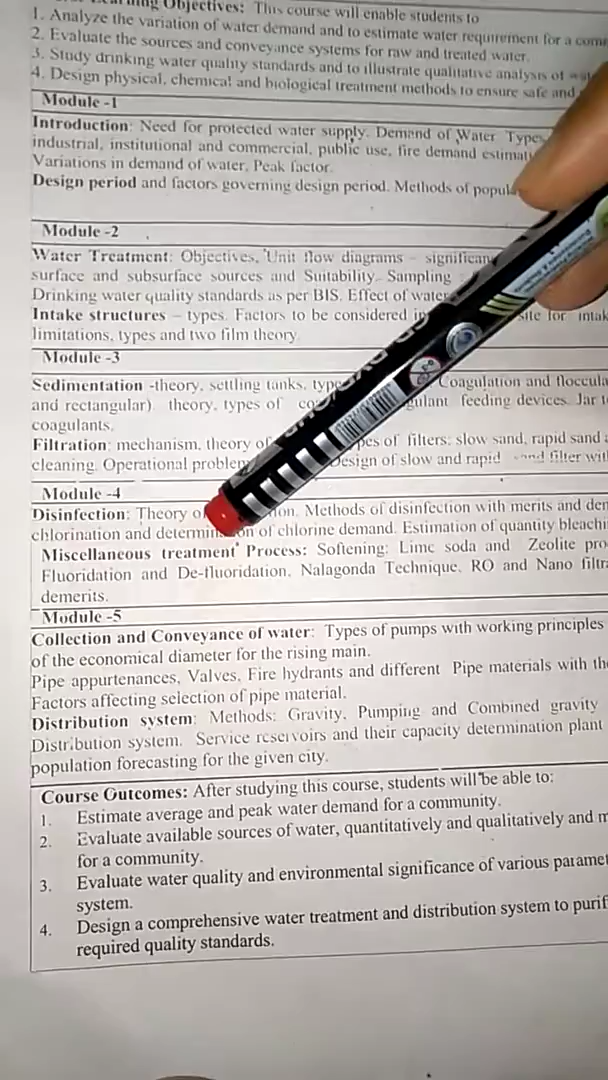 Objectives: This course will enable students to
1. Analyze the variation of water demand and to estimate water requirement for a
2. Evaluate the sources and conveyance systems for raw and treated water.
3. Study drinking water quality standards and to illustrate qualitative analysis of
4. Design physical, chemical and biological treatment methods to ensure safe and
Module -1
Introduction: Need for protected water supply. Demand of Water Types
industrial, institutional and commercial, public use, fire demand
Variations in demand of water, Peak factor.
Design period and factors governing design period. Methods of
Module -2
Water Treatment: Objectives, Unit flow diagrams –
surface and subsurface sources and Suitability. Sampling
Drinking water quality standards as per BIS. Effect of water
Intake structures – types. Factors to be considered site for
limitations, types and two film theory
Module -3
Sedimentation -theory, settling tanks, Coagulation and
and rectangular) theory, types of feeding devices. Jar
coagulants.
Filtration: mechanism, theory of filters: slow sand, rapid sand
cleaning. Operational Design of slow and rapid filter
Module -4
Disinfection: Theory Methods of disinfection with merits and
chlorination and of chlorine demand. Estimation of quantity
Miscellaneous treatment Process: Softening: Lime soda and Zeolite
Fluoridation and De-fluoridation, Nalagonda Technique, RO and Nano
demerits.
Module -5
Collection and Conveyance of water: Types of pumps with working principles
of the economical diameter for the rising main.
Pipe appurtenances, Valves, Fire hydrants and different Pipe materials with
Factors affecting selection of pipe material.
Distribution system: Methods: Gravity, Pumping and Combined gravity
Distribution system. Service reservoirs and their capacity determination plant
population forecasting for the given city.
Course Outcomes: After studying this course, students will be able to:
1. Estimate average and peak water demand for a community.
2. Evaluate available sources of water, quantitatively and qualitatively and
for a community.
3. Evaluate water quality and environmental significance of various
system.
4. Design a comprehensive water treatment and distribution system to
required quality standards.